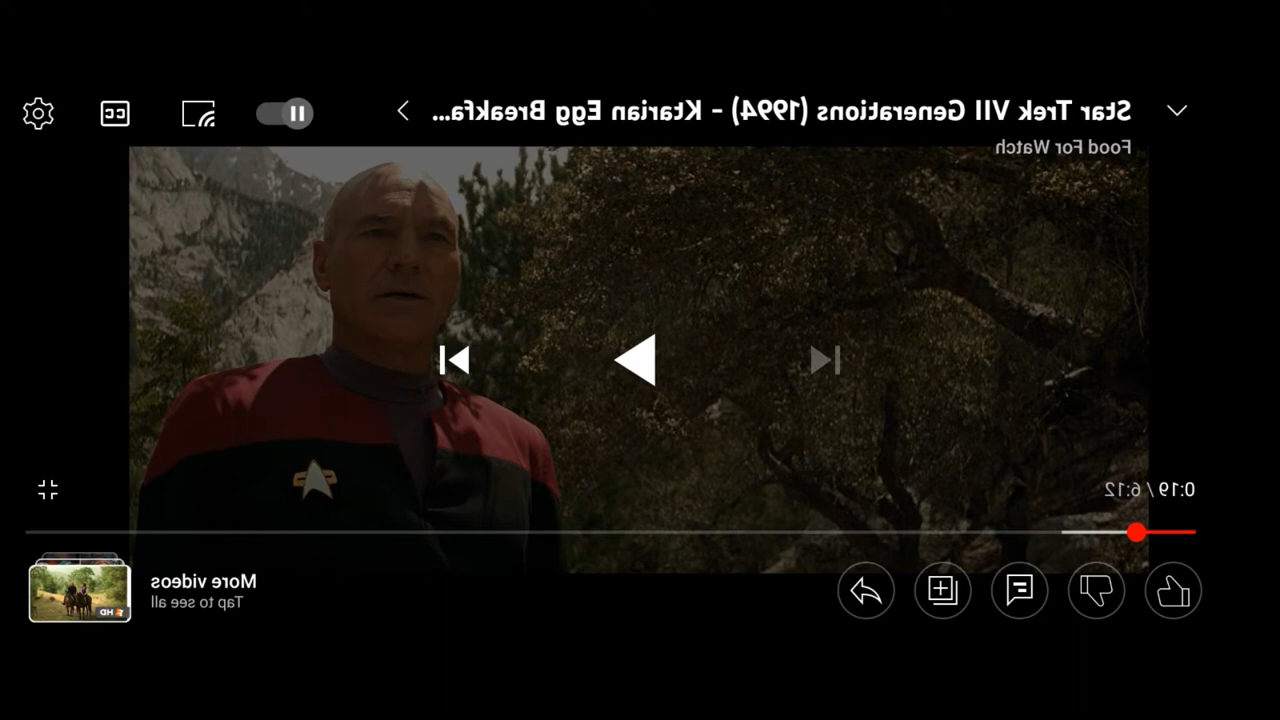 Star Trek VII Generations (1994) - Ktarian Egg Breakfa...
Food For Watch
CC
0:19 / 6:12
More videos
Tap to see all
HD